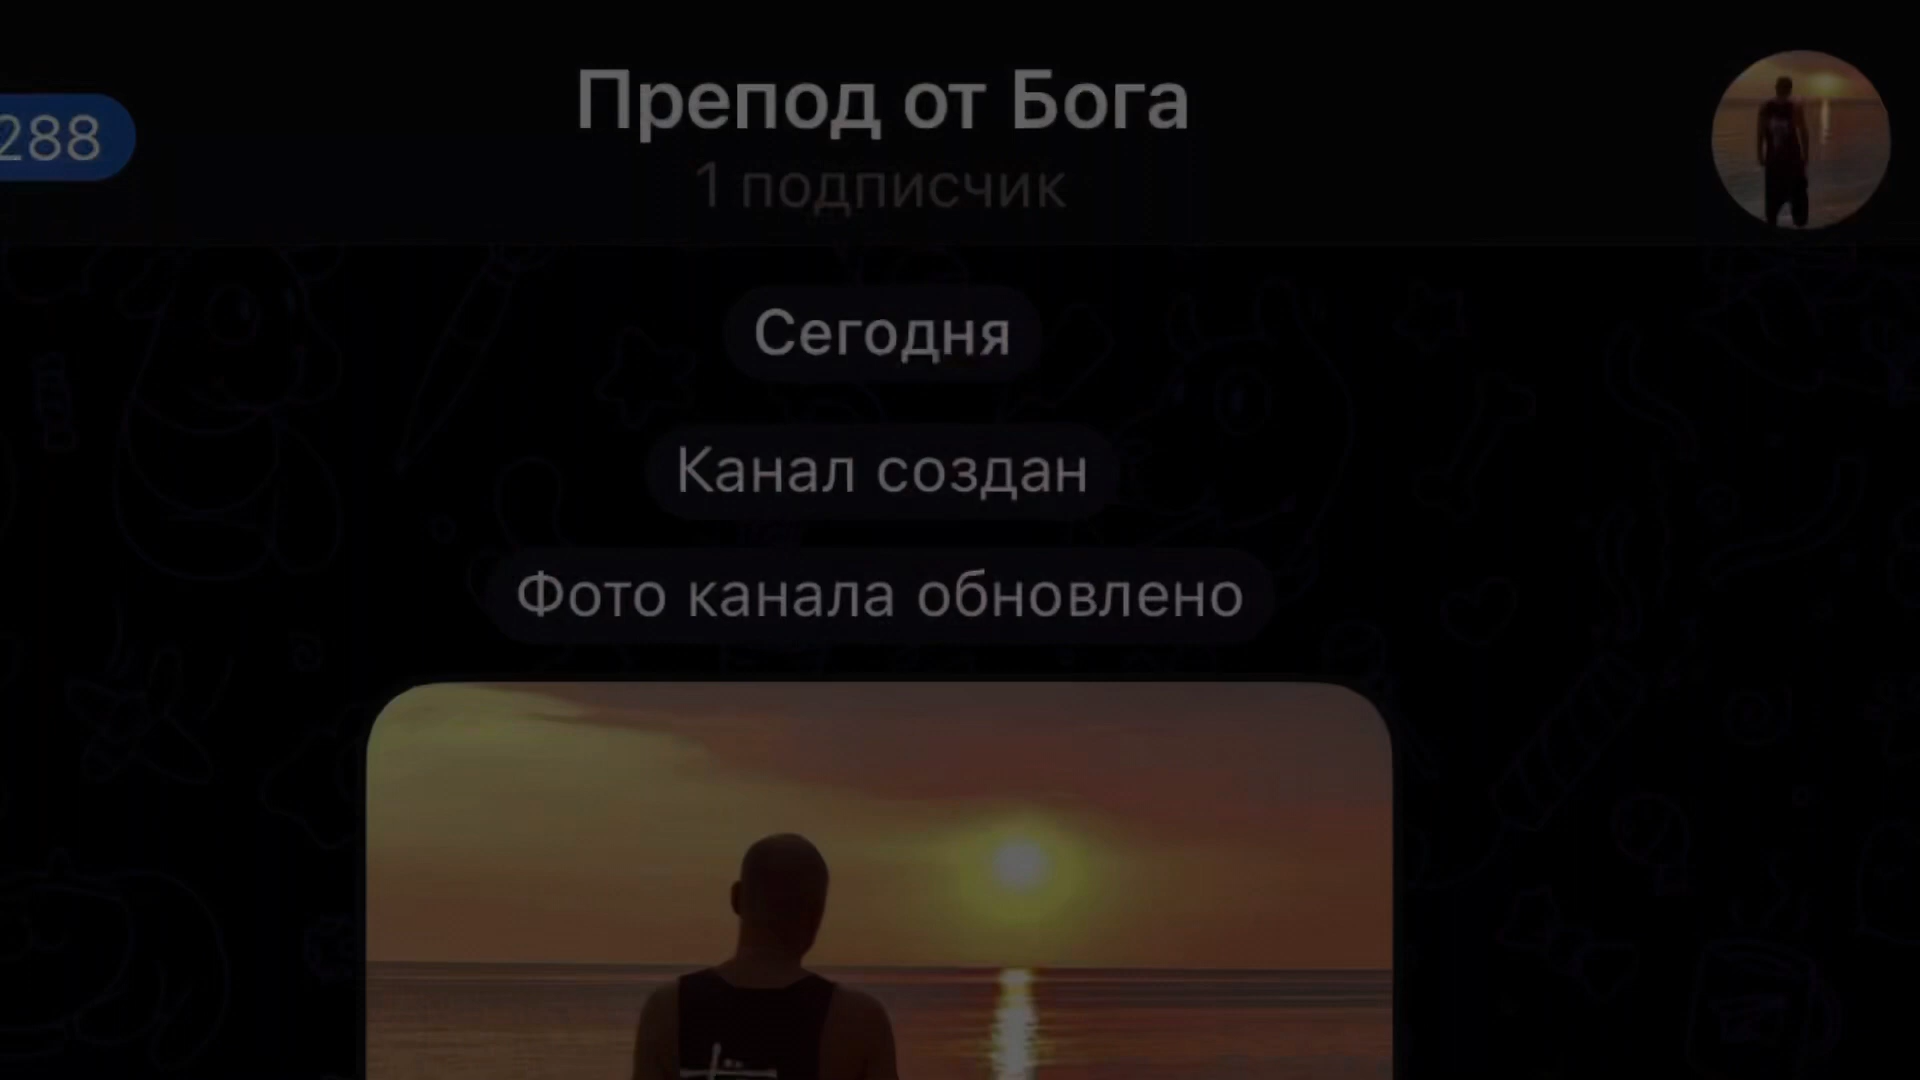 Препод от Бога
288
1 подписчик
Сегодня
Канал создан
Фото канала обновлено